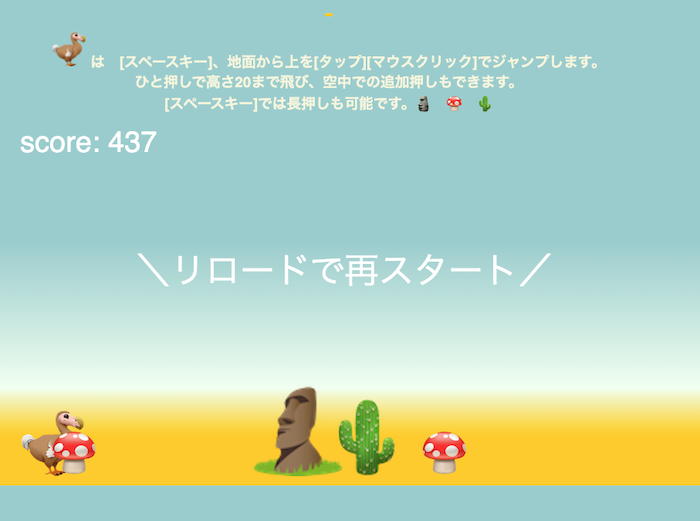 は　[スペースキー]、地面から上を[タップ][マウスクリック]でジャンプします。
ひと押しで高さ20まで飛び、空中での追加押しもできます。
[スペースキー]では長押しも可能です。
score: 437
＼リロードで再スタート／